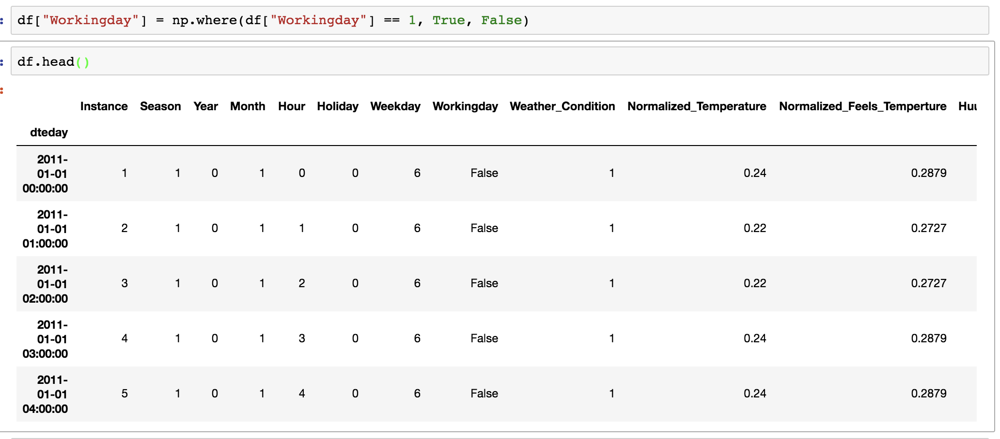 df["Workingday"] = np.where(df["Workingday"] == 1, True, False)
df.head()
Instance Season Year Month Hour Holiday Weekday Workingday Weather_Condition Normalized_Temperature Normalized_Feels_Temperture Hu
dteday
2011-
01-01
00:00:00
1 1 0 1 0 0 6 False 1 0.24 0.2879
2011-
01-01
01:00:00
2 1 0 1 1 0 6 False 1 0.22 0.2727
2011-
01-01
02:00:00
3 1 0 1 2 0 6 False 1 0.22 0.2727
2011-
01-01
03:00:00
4 1 0 1 3 0 6 False 1 0.24 0.2879
2011-
01-01
04:00:00
5 1 0 1 4 0 6 False 1 0.24 0.2879